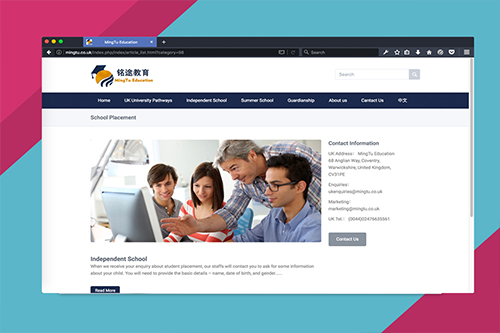 MingTu Education
mingtu.co.uk/index.php/index/article_list.html?category=68
Search
铭途教育
MingTu Education
Search
Home UK University Pathways Independent School Summer School Guardianship About us Cantact Us 中文
School Placement
Contact Information
UK Address: MingTu Education
68 Anglian Way, Coventry,
Warwickshire, United Kingdom,
CV31PE
Enquiries:
ukenquiries@mingtu.co.uk
Marketing:
marketing@mingtu.co.uk
UK Tel: (0044)02476635561
Cantact Us
Independent School
When we receive your enquiry about student placement, our staffs will contact you to ask for some information
about your child. You will need to provide the basic details – name, date of birth, and gender......
Read More